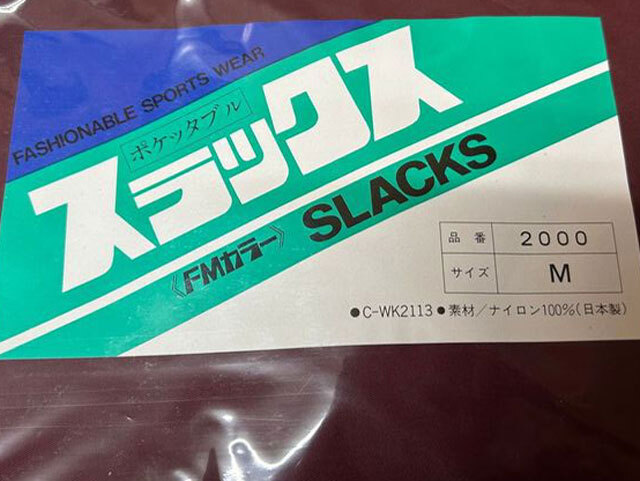 FASHIONABLE SPORTS WEAR
ポケッタブル
スラックス
《FMカラー》 SLACKS
品番 2000
サイズ M
●C-WK2113●素材/ナイロン100%(日本製)